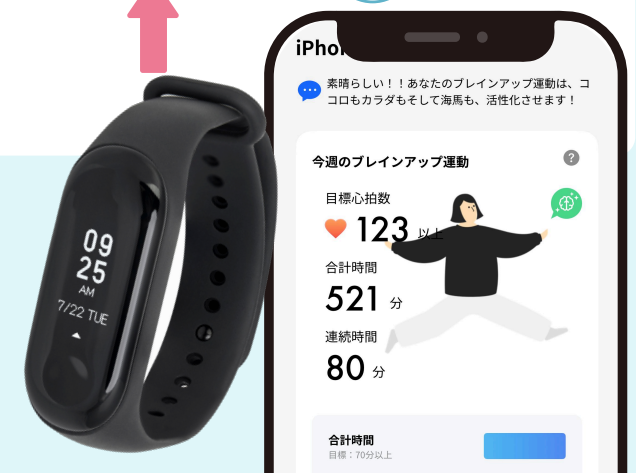 iPho
素晴らしい！！あなたのブレインアップ運動は、コ
コロもカラダもそして海馬も、活性化させます！
今週のブレインアップ運動
?
目標心拍数
123 以上
合計時間
521 分
連続時間
80 分
合計時間
目標：70分以上
09
25
AM
7/22 TUE